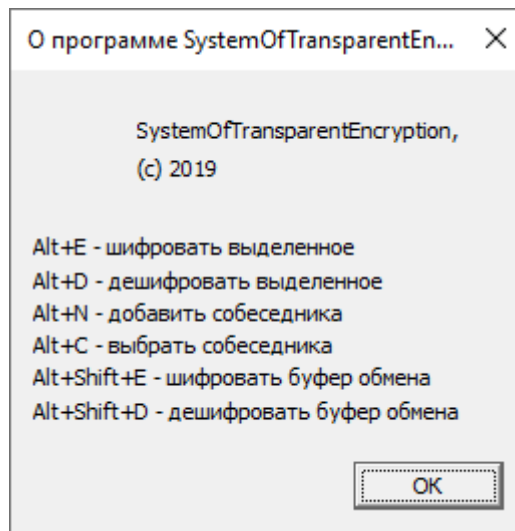 О программе SystemOfTransparentEn...
SystemOfTransparentEncryption,
(c) 2019
Alt+E - шифровать выделенное
Alt+D - дешифровать выделенное
Alt+N - добавить собеседника
Alt+C - выбрать собеседника
Alt+Shift+E - шифровать буфер обмена
Alt+Shift+D - дешифровать буфер обмена
ОК